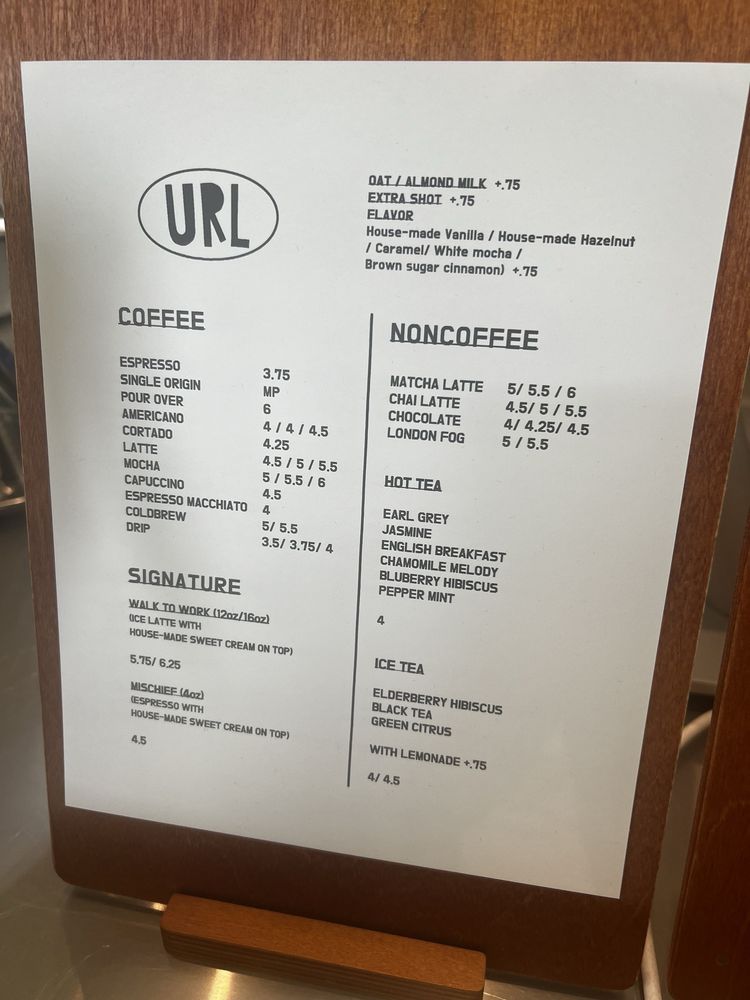 URL
OAT / ALMOND MILK +.75
EXTRA SHOT +.75
FLAVOR
House-made Vanilla / House-made Hazelnut
/ Caramel/ White mocha /
Brown sugar cinnamon) +.75
COFFEE
ESPRESSO 3.75
SINGLE ORIGIN MP
POUR OVER 6
AMERICANO 4 / 4 / 4.5
CORTADO 4.25
LATTE 4.5 / 5 / 5.5
MOCHA 5 / 5.5 / 6
CAPUCCINO 4.5
ESPRESSO MACCHIATO 4
COLDBREW 5/ 5.5
DRIP 3.5/ 3.75/ 4
SIGNATURE
WALK TO WORK (12oz/16oz)
(ICE LATTE WITH
HOUSE-MADE SWEET CREAM ON TOP)
5.75/ 6.25
MISCHIEF (4oz)
(ESPRESSO WITH
HOUSE-MADE SWEET CREAM ON TOP)
4.5
NONCOFFEE
MATCHA LATTE 5/ 5.5 / 6
CHAI LATTE 4.5/ 5 / 5.5
CHOCOLATE 4/ 4.25/ 4.5
LONDON FOG 5 / 5.5
HOT TEA
EARL GREY
JASMINE
ENGLISH BREAKFAST
CHAMOMILE MELODY
BLUBERRY HIBISCUS
PEPPER MINT
4
ICE TEA
ELDERBERRY HIBISCUS
BLACK TEA
GREEN CITRUS
WITH LEMONADE +.75
4/ 4.5